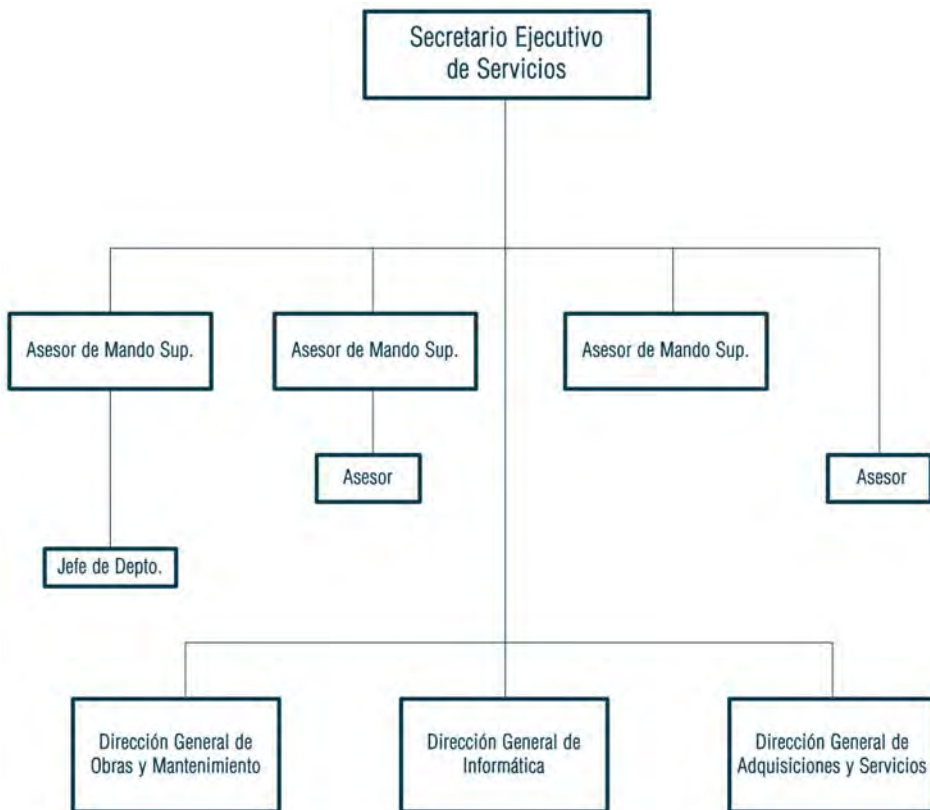 Secretario Ejecutivo
de Servicios
Asesor de Mando Sup.
Asesor de Mando Sup.
Asesor de Mando Sup.
Asesor
Asesor
Jefe de Depto.
Dirección General de
Obras y Mantenimiento
Dirección General de
Informática
Dirección General de
Adquisiciones y Servicios